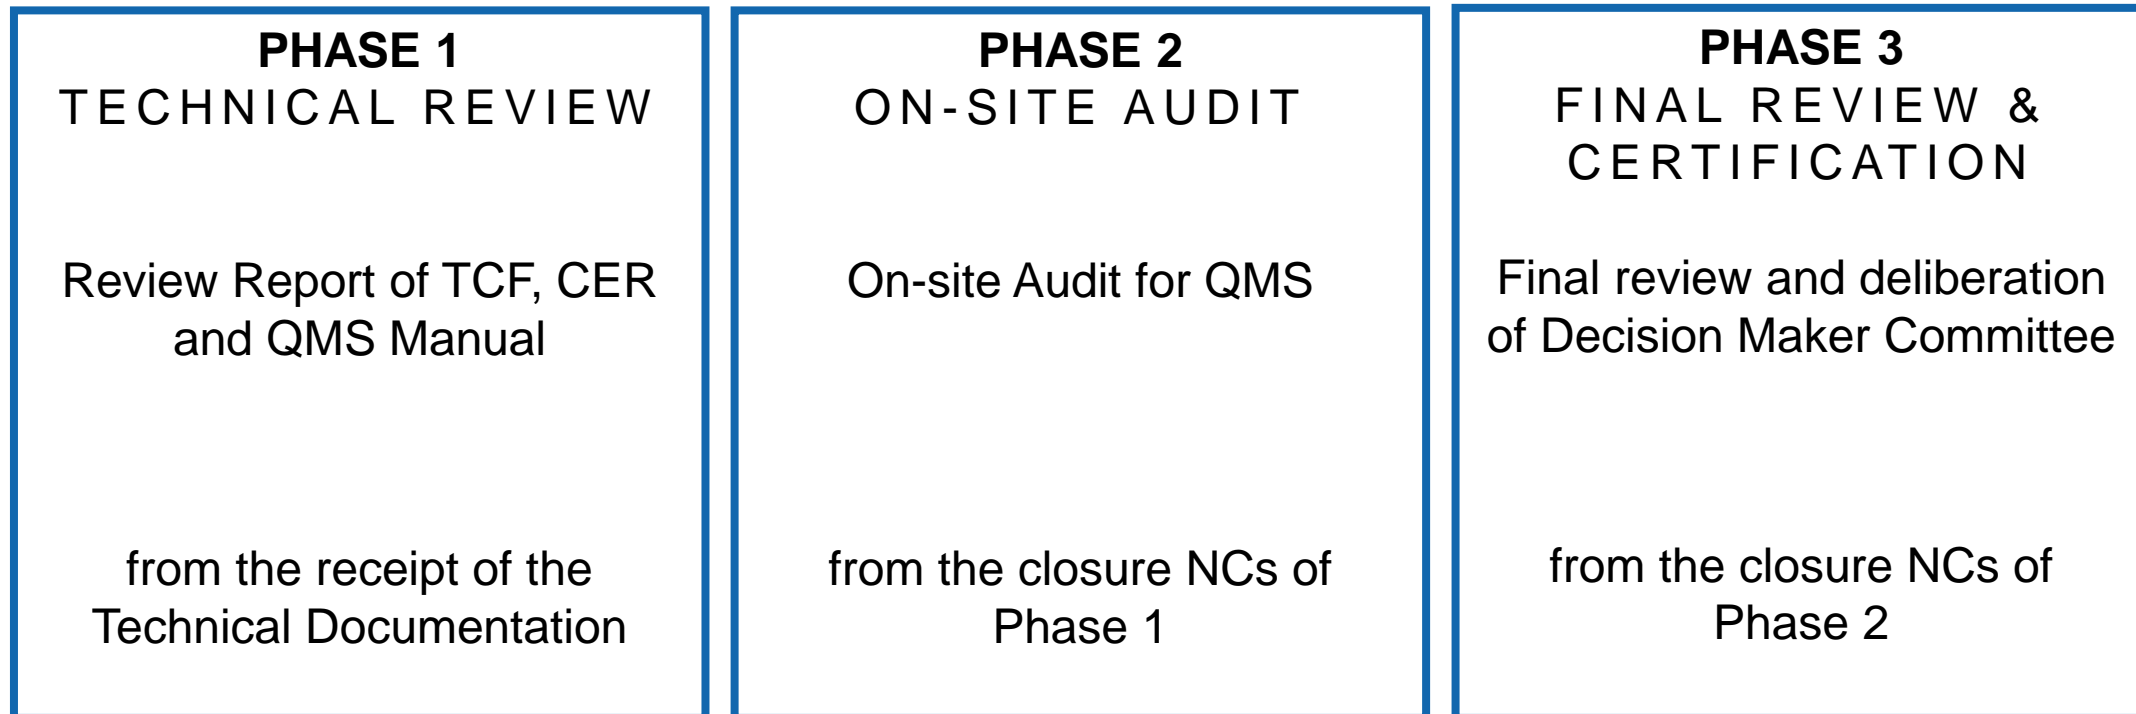 PHASE 1
TECHNICAL REVIEW
Review Report of TCF, CER
and QMS Manual
from the receipt of the
Technical Documentation
PHASE 2
ON-SITE AUDIT
On-site Audit for QMS
from the closure NCs of
Phase 1
PHASE 3
FINAL REVIEW &
CERTIFICATION
Final review and deliberation
of Decision Maker Committee
from the closure NCs of
Phase 2